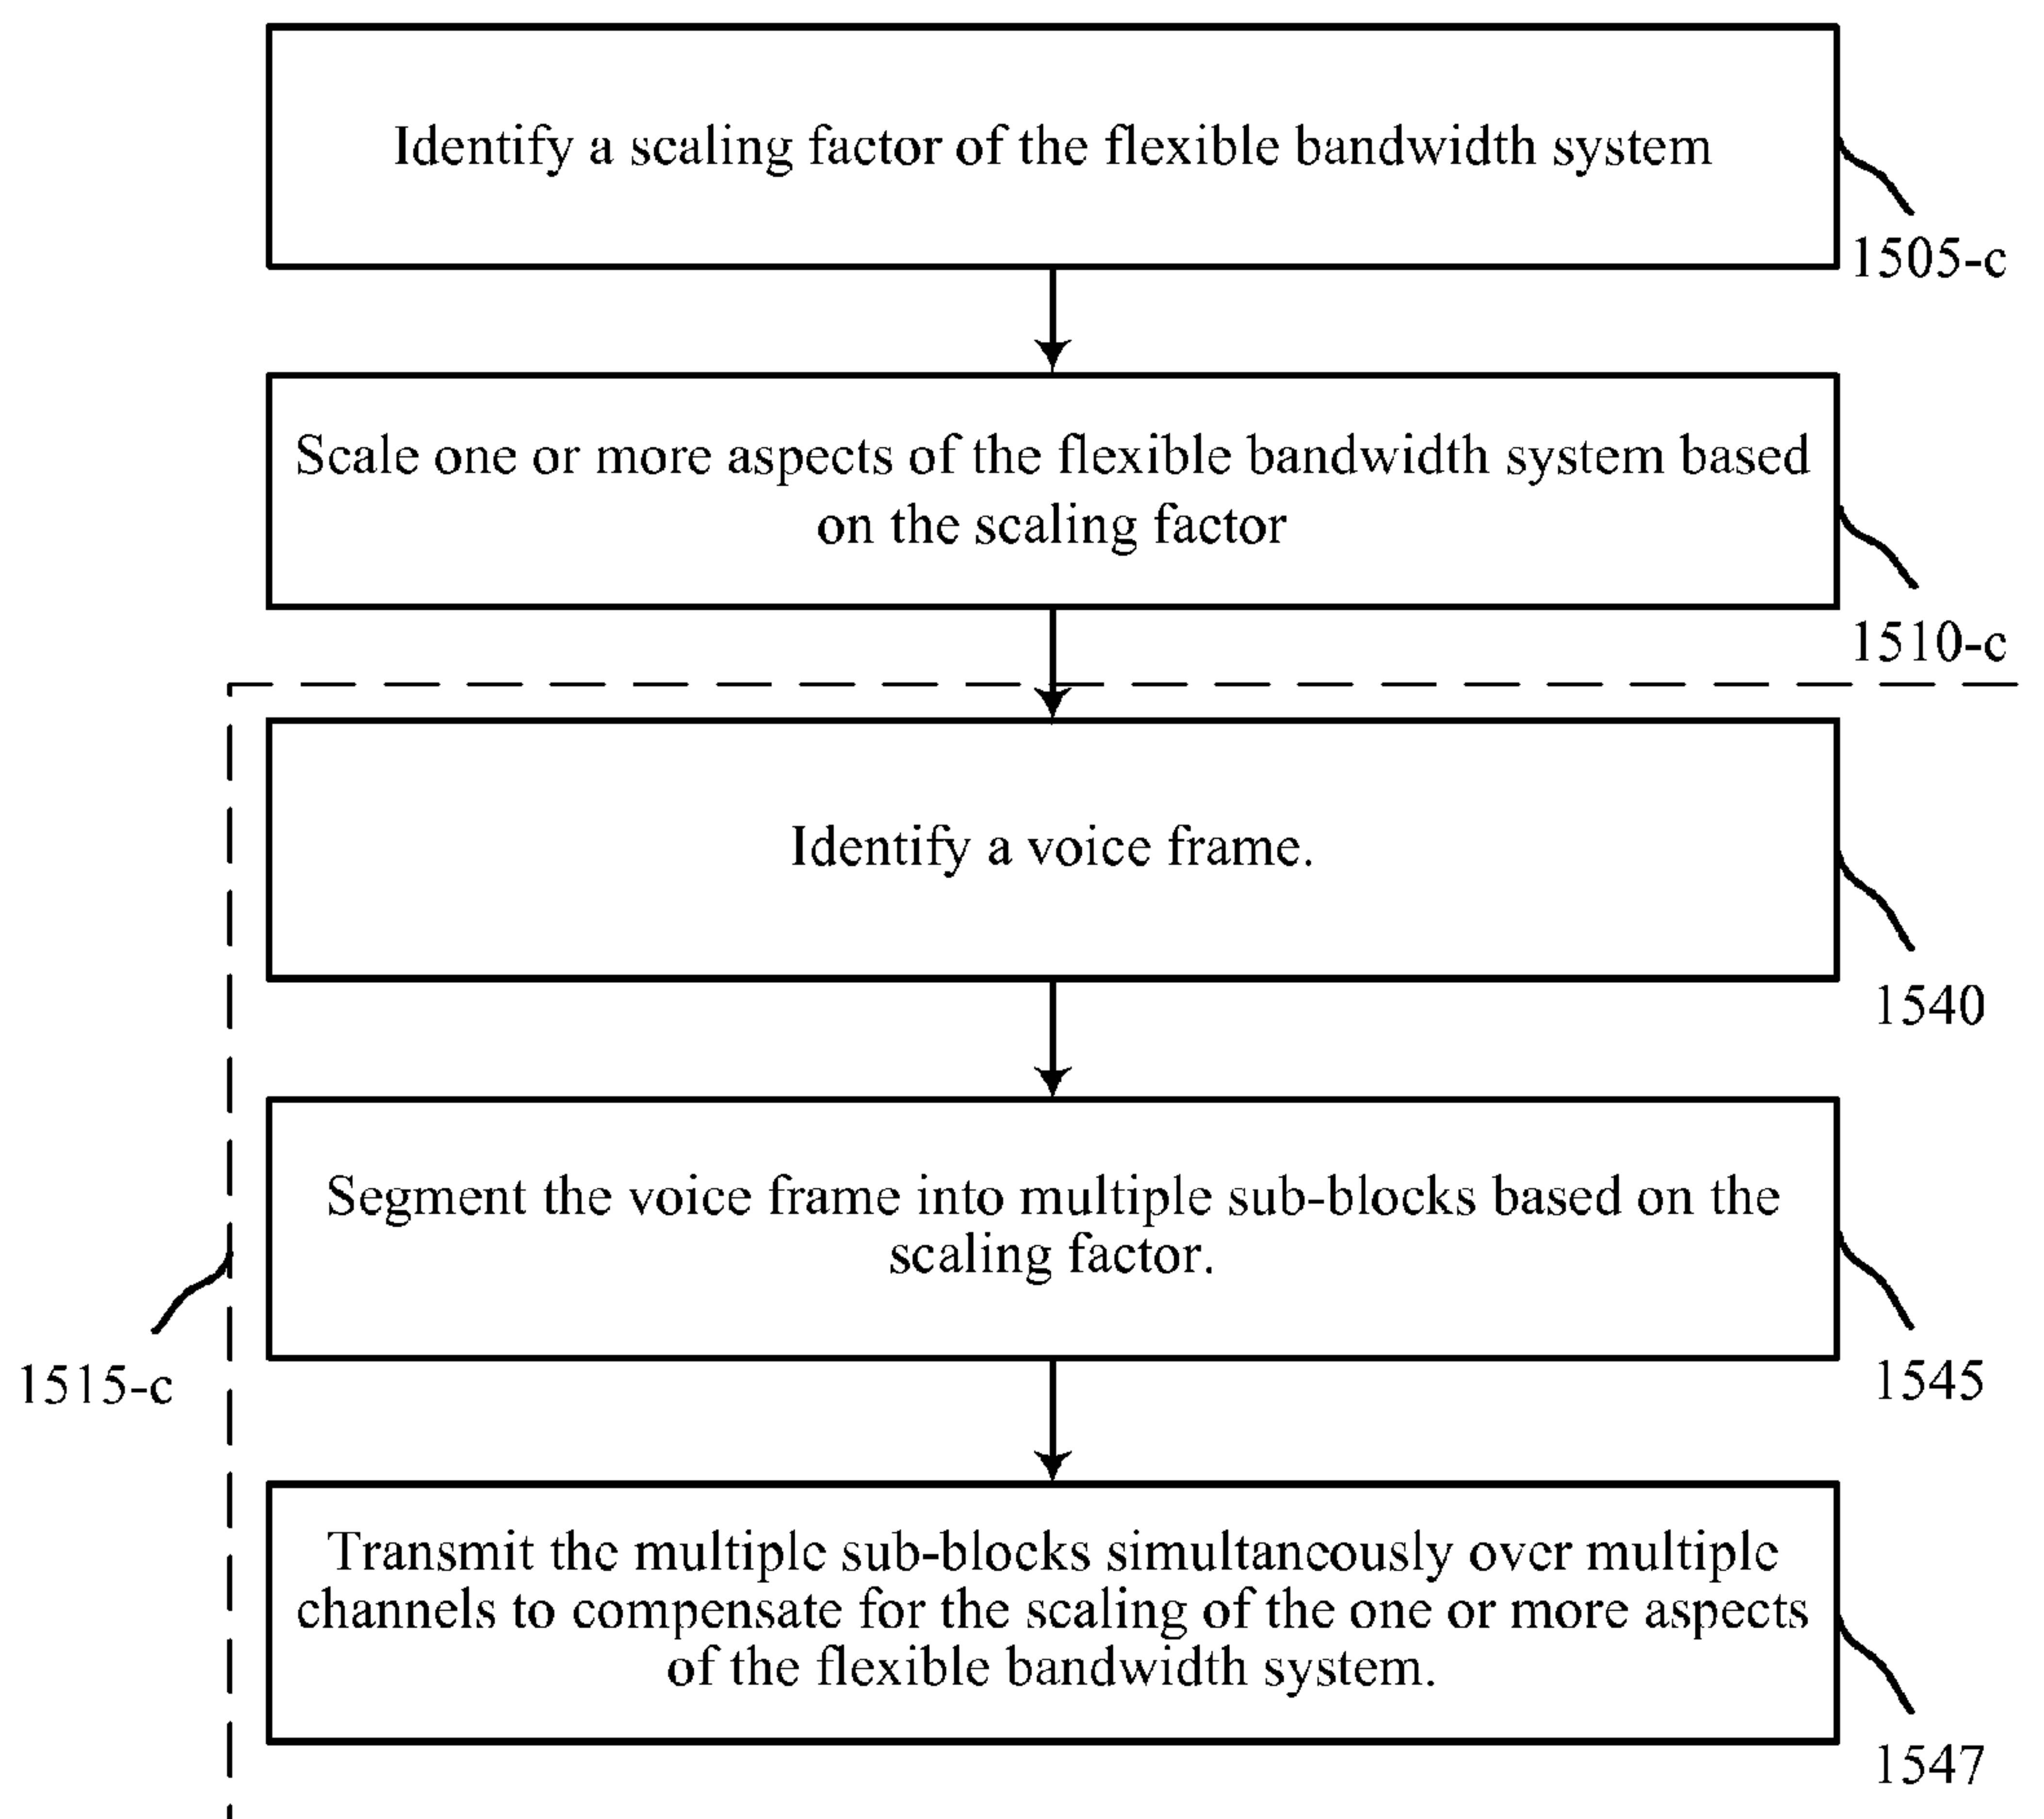 Identify a scaling factor of the flexible bandwidth system
1505-c
Scale one or more aspects of the flexible bandwidth system based
on the scaling factor
1510-c
Identify a voice frame.
1540
Segment the voice frame into multiple sub-blocks based on the
scaling factor.
1515-c
1545
Transmit the multiple sub-blocks simultaneously over multiple
channels to compensate for the scaling of the one or more aspects
of the flexible bandwidth system.
1547